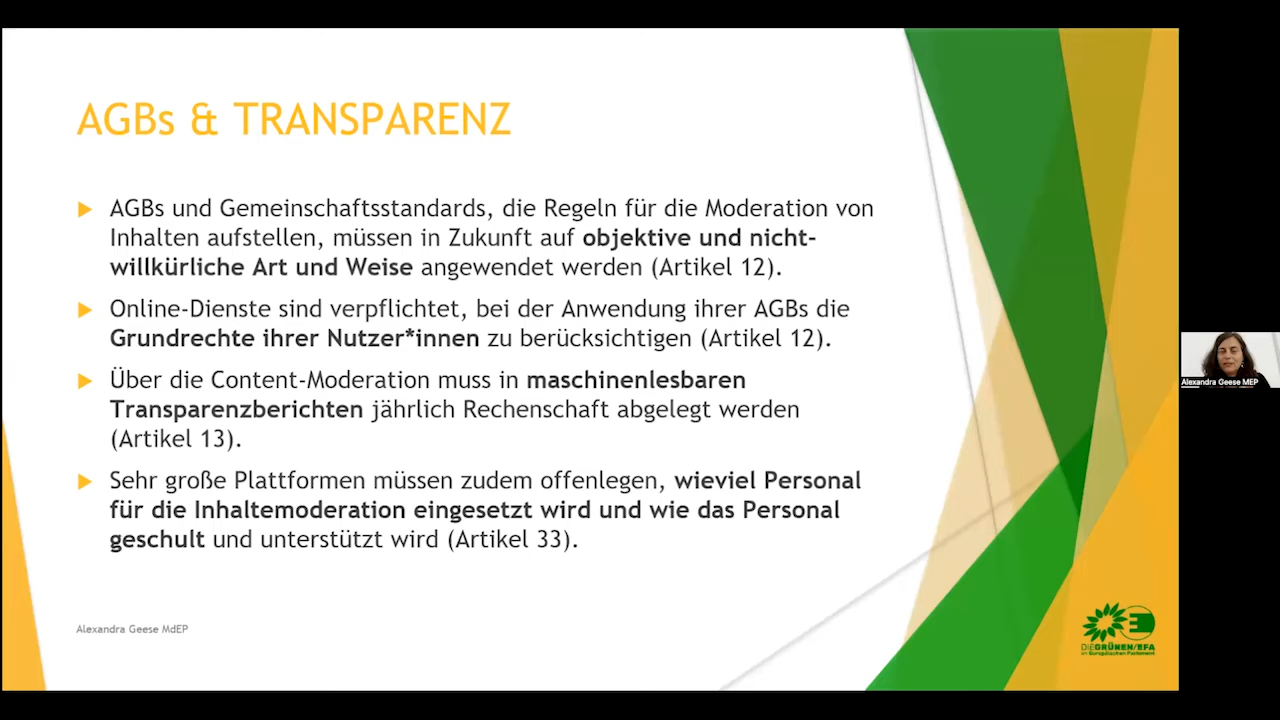 AGBs & TRANSPARENZ
AGBs und Gemeinschaftsstandards, die Regeln für die Moderation von
Inhalten aufstellen, müssen in Zukunft auf objektive und nicht-
willkürliche Art und Weise angewendet werden (Artikel 12).
Online-Dienste sind verpflichtet, bei der Anwendung ihrer AGBs die
Grundrechte ihrer Nutzer*innen zu berücksichtigen (Artikel 12).
Über die Content-Moderation muss in maschinenlesbaren
Transparenzberichten jährlich Rechenschaft abgelegt werden
(Artikel 13).
Sehr große Plattformen müssen zudem offenlegen, wieviel Personal
für die Inhaltemoderation eingesetzt wird und wie das Personal
geschult und unterstützt wird (Artikel 33).
Alexandra Geese MdEP
DIE GRÜNEN/EFA
im Europäischen Parlament
Alexandra Geese MEP